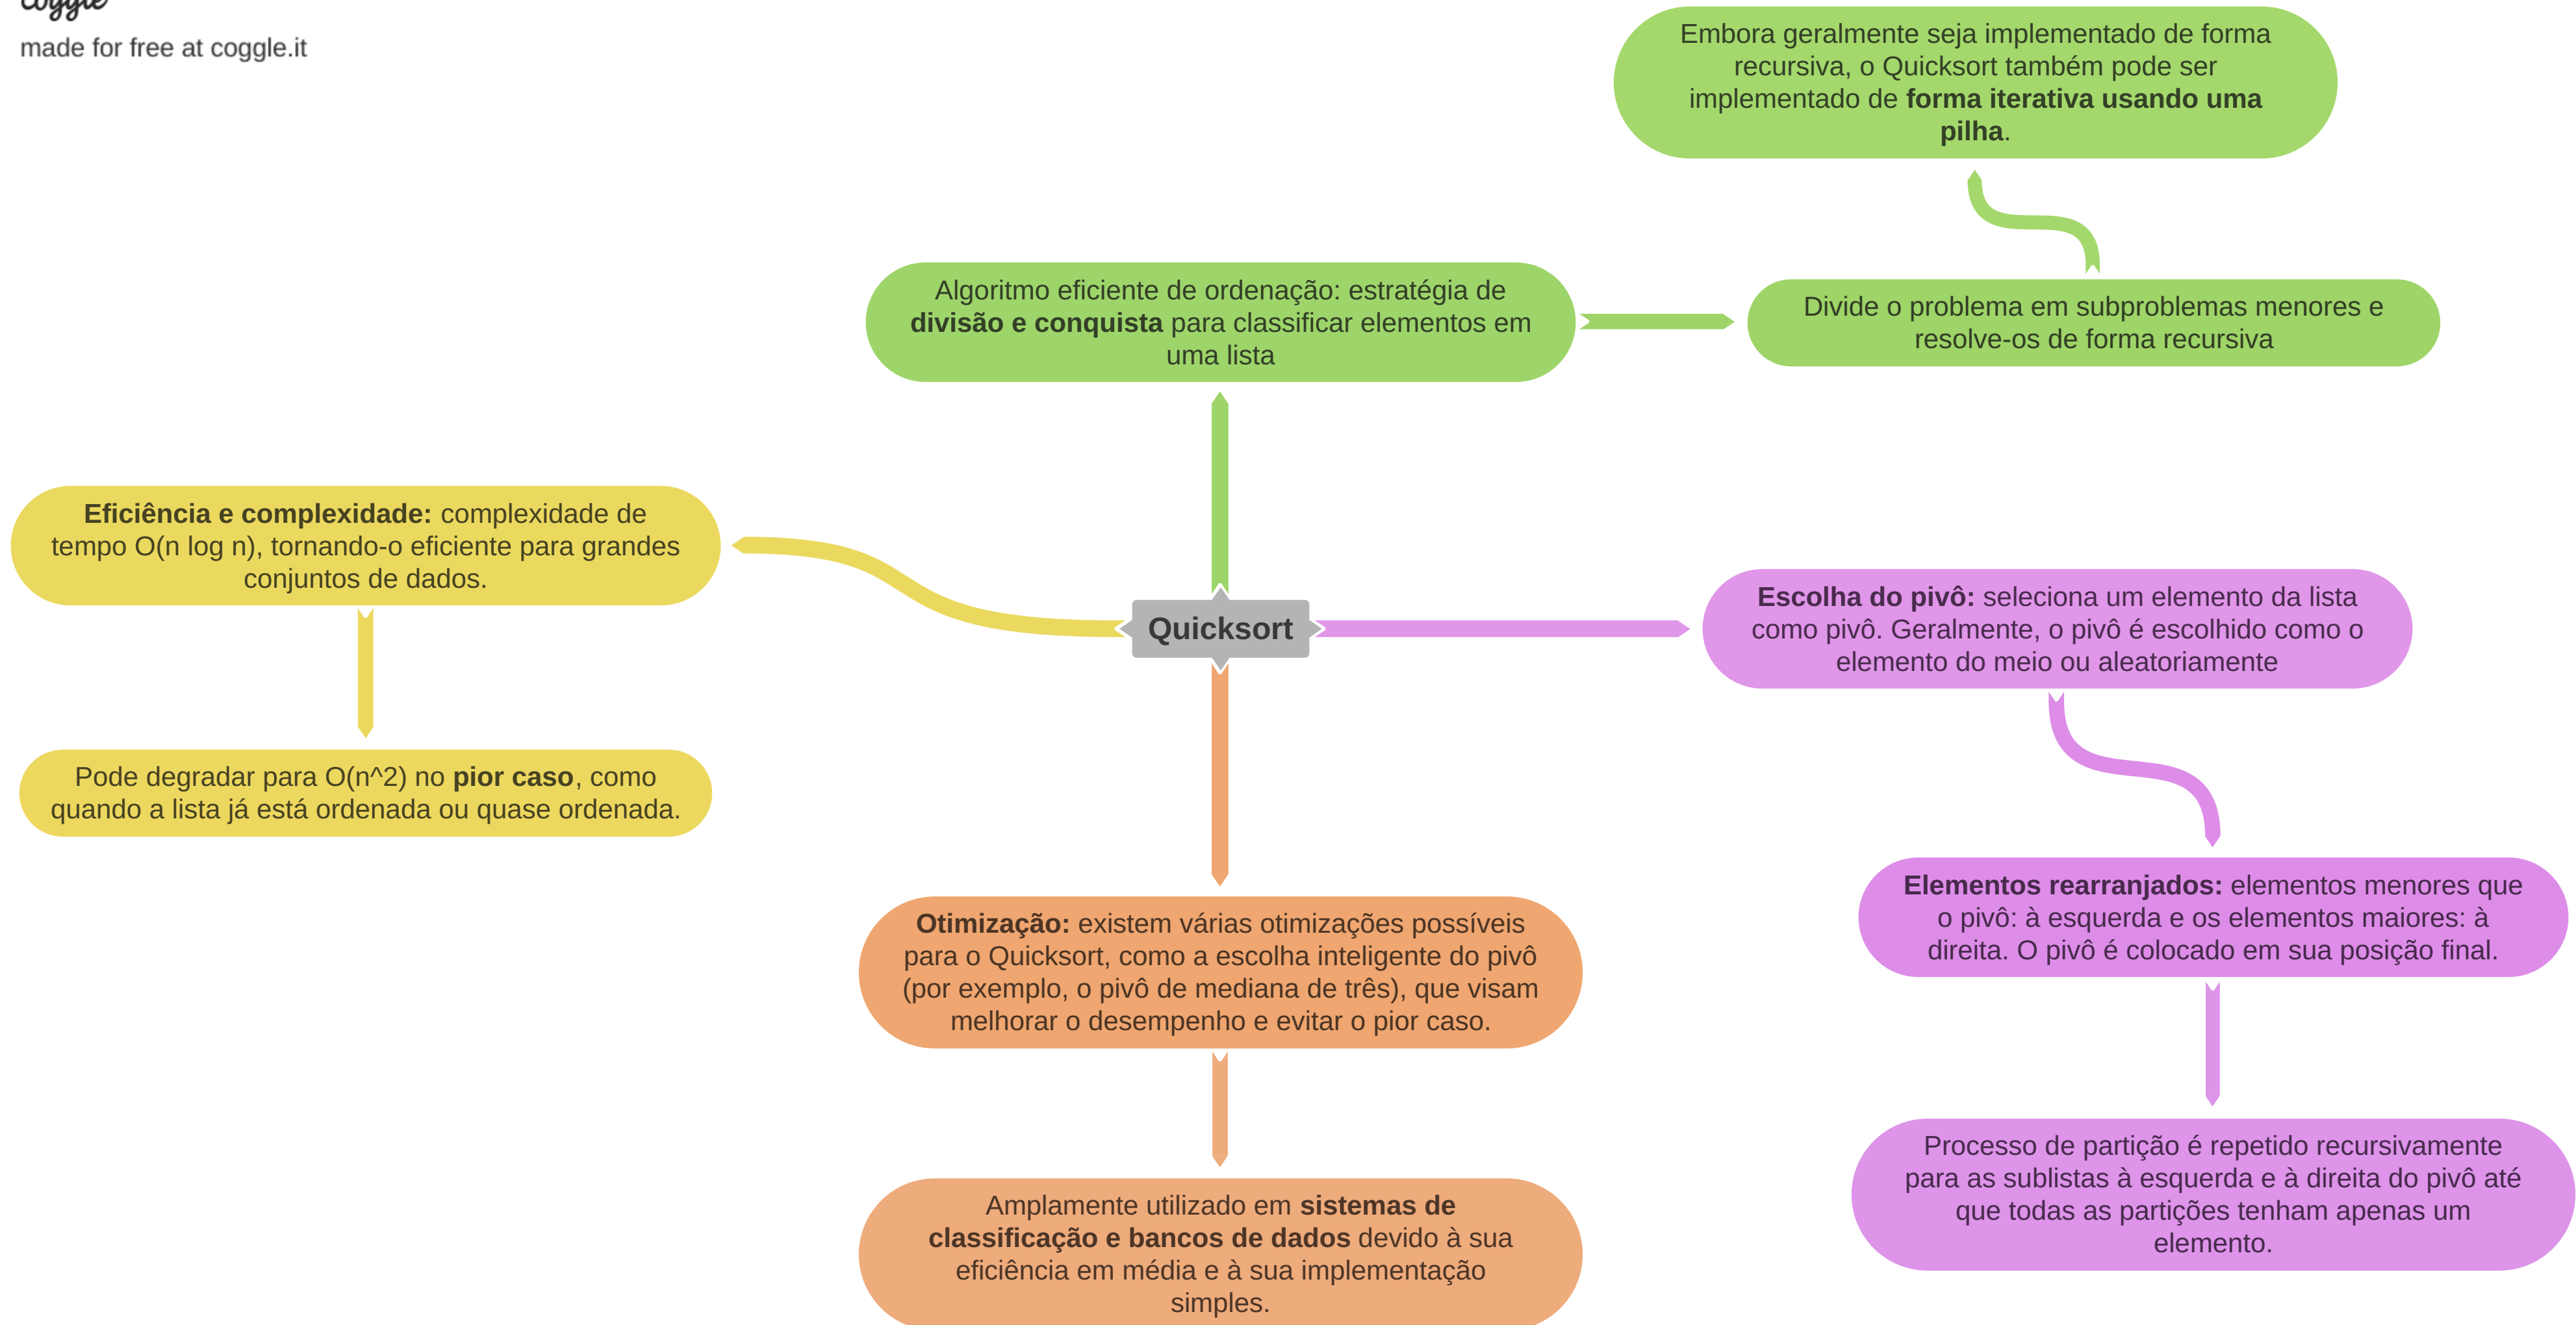 coggle
made for free at coggle.it
Embora geralmente seja implementado de forma
recursiva, o Quicksort também pode ser
implementado de forma iterativa usando uma
pilha.
Algoritmo eficiente de ordenação: estratégia de
divisão e conquista para classificar elementos em
uma lista
Divide o problema em subproblemas menores e
resolve-os de forma recursiva
Eficiência e complexidade: complexidade de
tempo O(n log n), tornando-o eficiente para grandes
conjuntos de dados.
Quicksort
Escolha do pivô: seleciona um elemento da lista
como pivô. Geralmente, o pivô é escolhido como o
elemento do meio ou aleatoriamente
Pode degradar para O(n^2) no pior caso, como
quando a lista já está ordenada ou quase ordenada.
Elementos rearranjados: elementos menores que
o pivô: à esquerda e os elementos maiores: à
direita. O pivô é colocado em sua posição final.
Otimização: existem várias otimizações possíveis
para o Quicksort, como a escolha inteligente do pivô
(por exemplo, o pivô de mediana de três), que visam
melhorar o desempenho e evitar o pior caso.
Processo de partição é repetido recursivamente
para as sublistas à esquerda e à direita do pivô até
que todas as partições tenham apenas um
elemento.
Amplamente utilizado em sistemas de
classificação e bancos de dados devido à sua
eficiência em média e à sua implementação
simples.